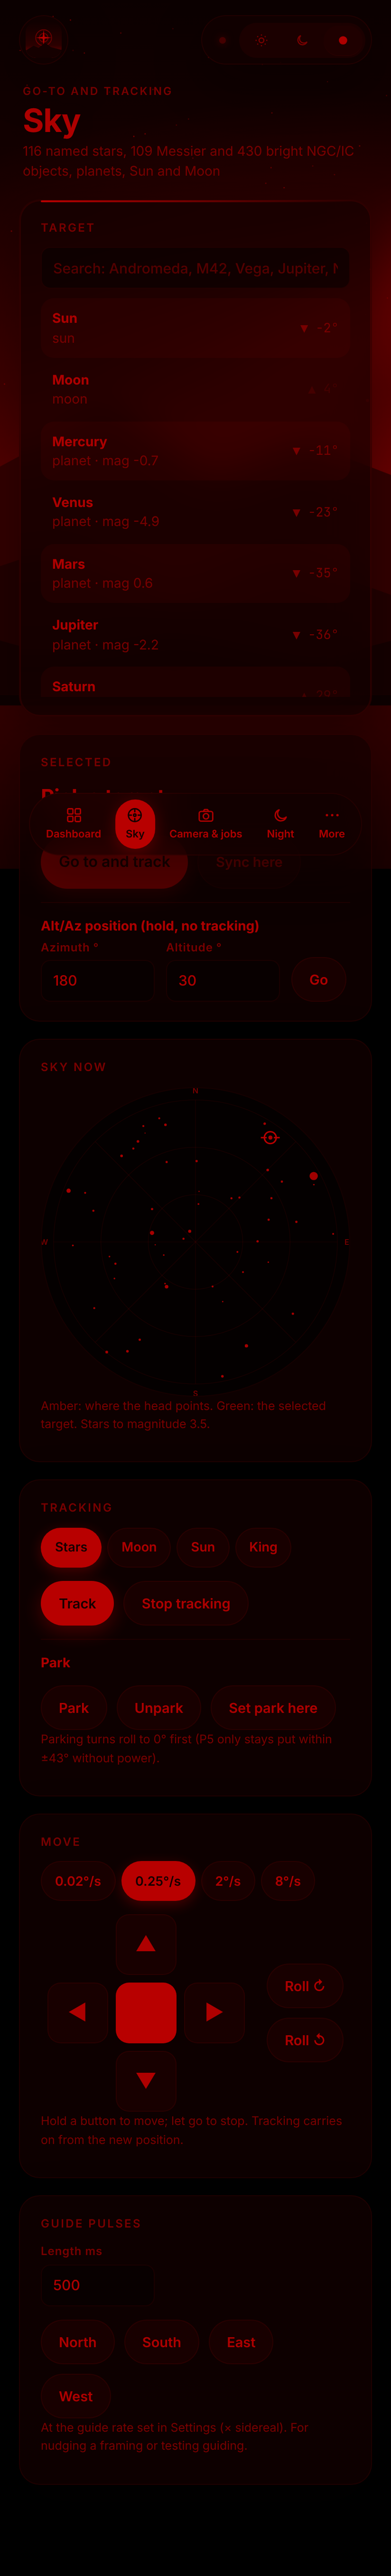 GO-TO AND TRACKING
Sky
116 named stars, 109 Messier and 430 bright NGC/IC
objects, planets, Sun and Moon
TARGET
Search: Andromeda, M42, Vega, Jupiter,
Sun
sun
▼ -2°
Moon
moon
Mercury
planet · mag -0.7
▼ -11°
Venus
planet · mag -4.9
▼ -23°
Mars
planet · mag 0.6
▼ -35°
Jupiter
planet · mag -2.2
▼ -36°
Saturn
SELECTED
Dashboard
Sky
Camera & jobs
Night
More
Go to and track
Sync here
Alt/Az position (hold, no tracking)
Azimuth °
Altitude °
180
30
Go
SKY NOW
N
W
E
S
Amber: where the head points. Green: the selected
target. Stars to magnitude 3.5.
TRACKING
Stars
Moon
Sun
King
Track
Stop tracking
Park
Park
Unpark
Set park here
Parking turns roll to 0° first (P5 only stays put within
±43° without power).
MOVE
0.02°/s
0.25°/s
2°/s
8°/s
▲
◀
▶
▼
Roll ↻
Roll ↺
Hold a button to move; let go to stop. Tracking carries
on from the new position.
GUIDE PULSES
Length ms
500
North
South
East
West
At the guide rate set in Settings (× sidereal). For
nudging a framing or testing guiding.